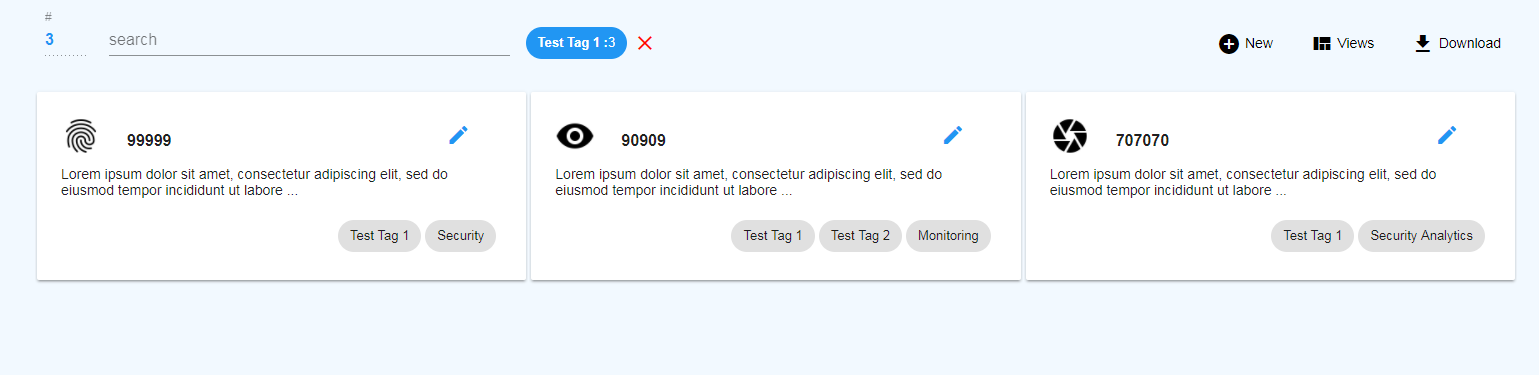 #
3
search
Test Tag 1 :3
New
Views
Download
99999
Lorem ipsum dolor sit amet, consectetur adipiscing elit, sed do
eiusmod tempor incididunt ut labore ...
Test Tag 1
Security
90909
Lorem ipsum dolor sit amet, consectetur adipiscing elit, sed do
eiusmod tempor incididunt ut labore ...
Test Tag 1
Test Tag 2
Monitoring
707070
Lorem ipsum dolor sit amet, consectetur adipiscing elit, sed do
eiusmod tempor incididunt ut labore ...
Test Tag 1
Security Analytics